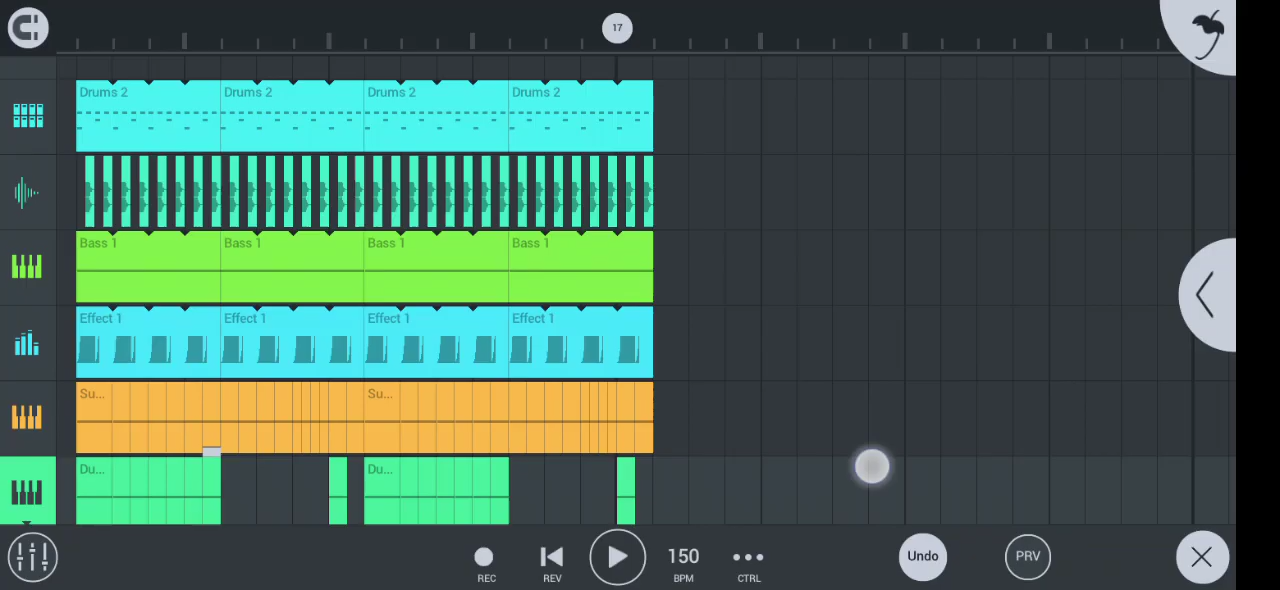 17
Drums 2 Drums 2 Drums 2 Drums 2
Bass 1 Bass 1 Bass 1 Bass 1
Effect 1 Effect 1 Effect 1 Effect 1
Su... Su...
Du... Du...
150 Undo PRV
REC REV BPM CTRL